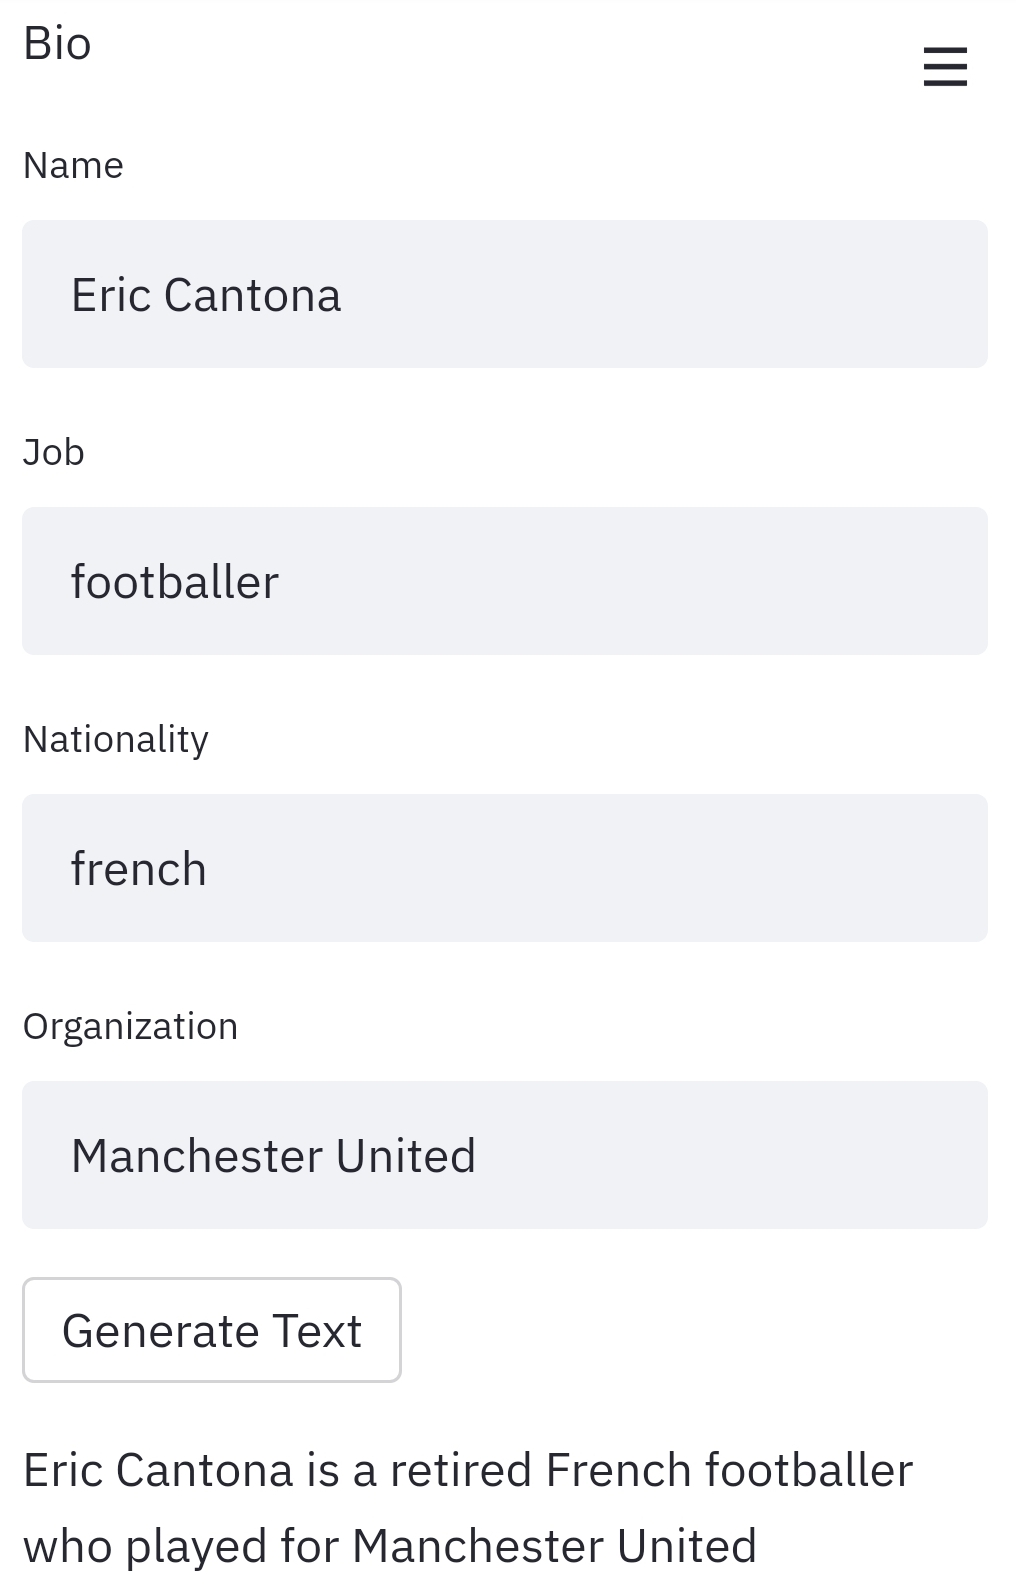 Bio
Name
Eric Cantona
Job
footballer
Nationality
french
Organization
Manchester United
Generate Text
Eric Cantona is a retired French footballer
who played for Manchester United